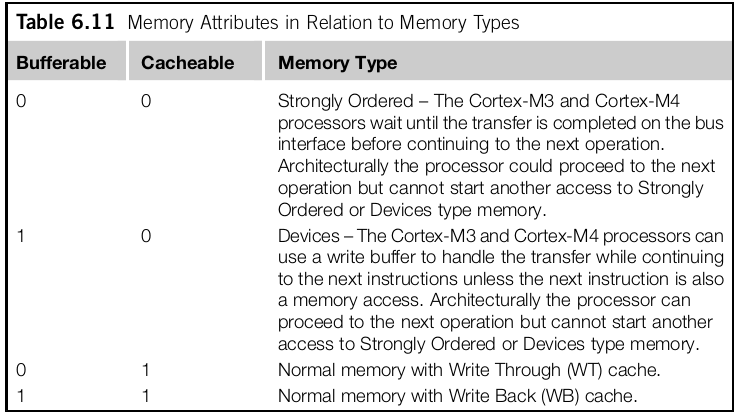 Table 6.11 Memory Attributes in Relation to Memory Types
Bufferable Cacheable Memory Type
0 0 Strongly Ordered – The Cortex-M3 and Cortex-M4
processors wait until the transfer is completed on the bus
interface before continuing to the next operation.
Architecturally the processor could proceed to the next
operation but cannot start another access to Strongly
Ordered or Devices type memory.
1 0 Devices – The Cortex-M3 and Cortex-M4 processors can
use a write buffer to handle the transfer while continuing
to the next instructions unless the next instruction is also
a memory access. Architecturally the processor can
proceed to the next operation but cannot start another
access to Strongly Ordered or Devices type memory.
0 1 Normal memory with Write Through (WT) cache.
1 1 Normal memory with Write Back (WB) cache.